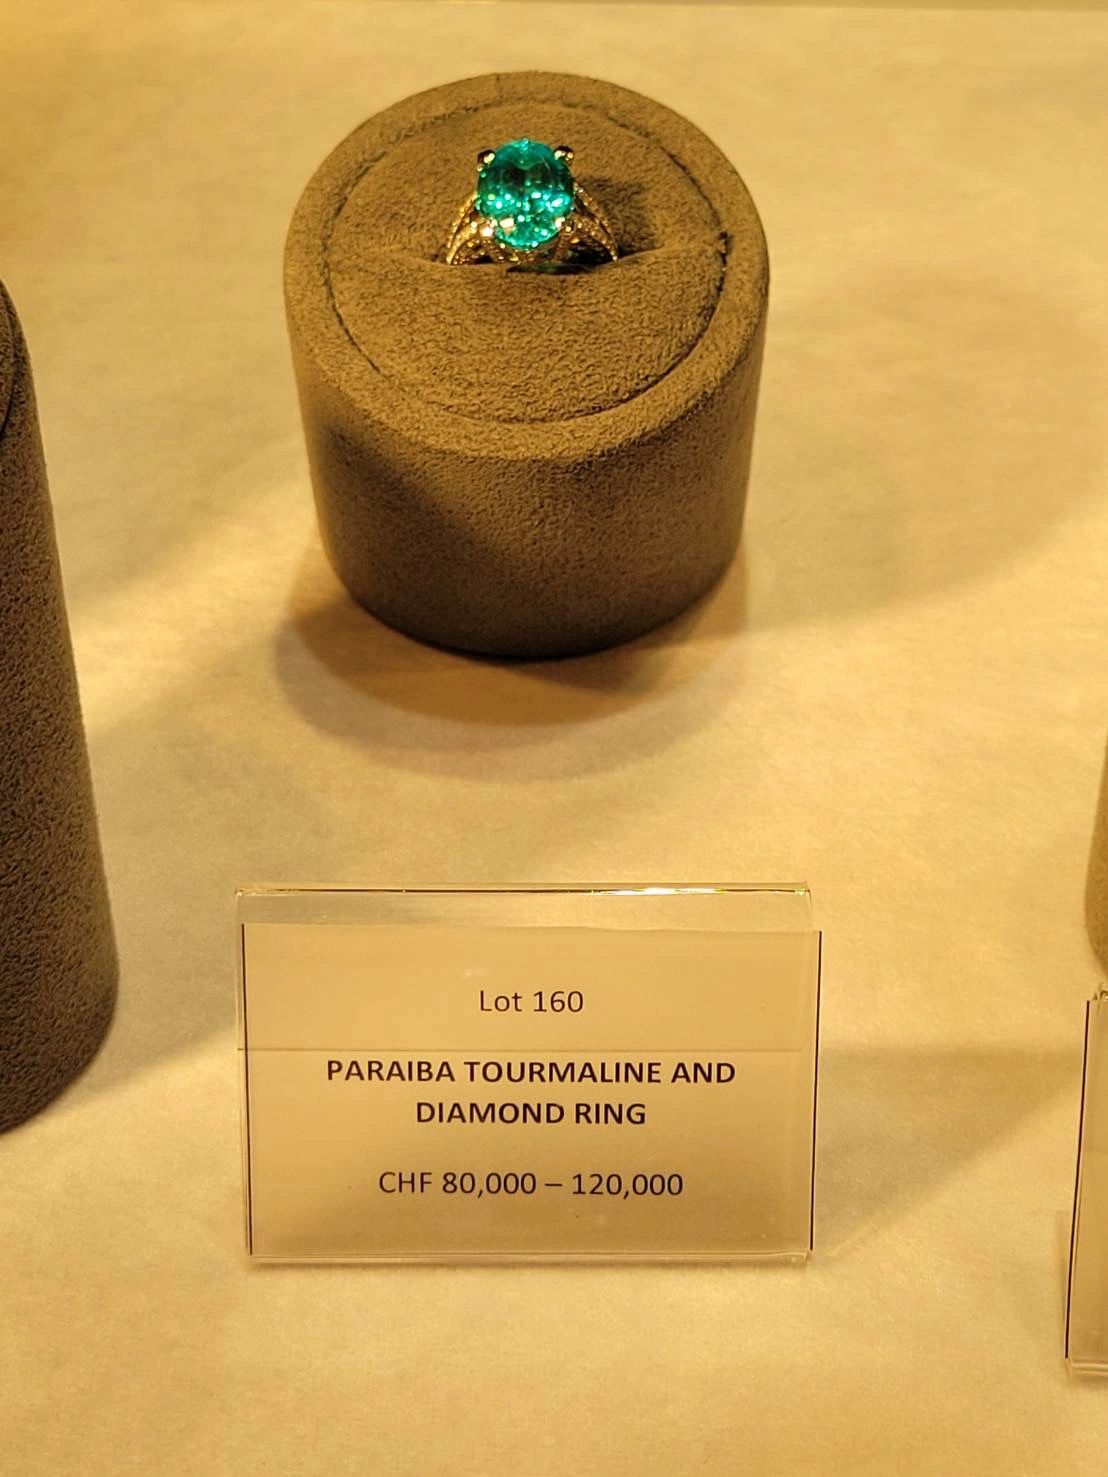 Lot 160
PARAIBA TOURMALINE AND
DIAMOND RING
CHF 80,000 – 120,000